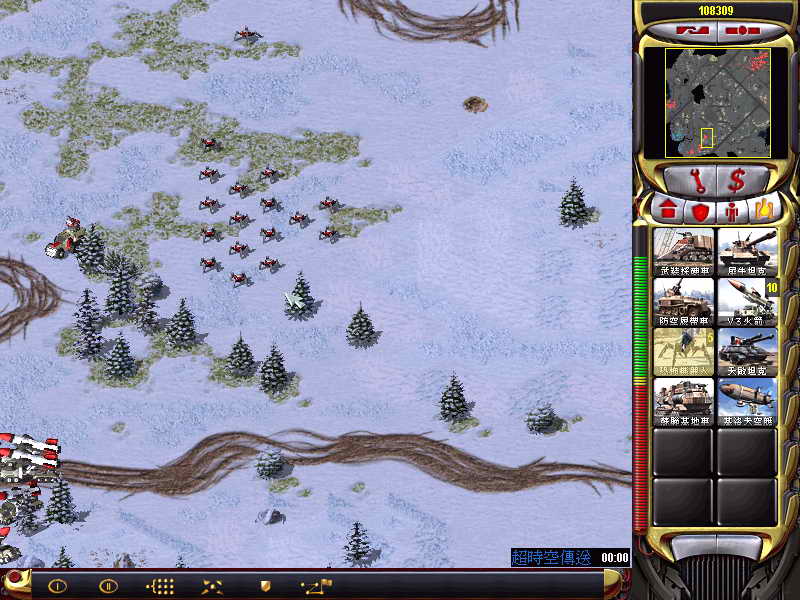 108309
武裝採礦車
犀牛坦克
防空履帶車
V3火箭
10
恐怖機器人
5
天啟坦克
蘇聯基地車
基洛夫空艇
超時空傳送 00:00